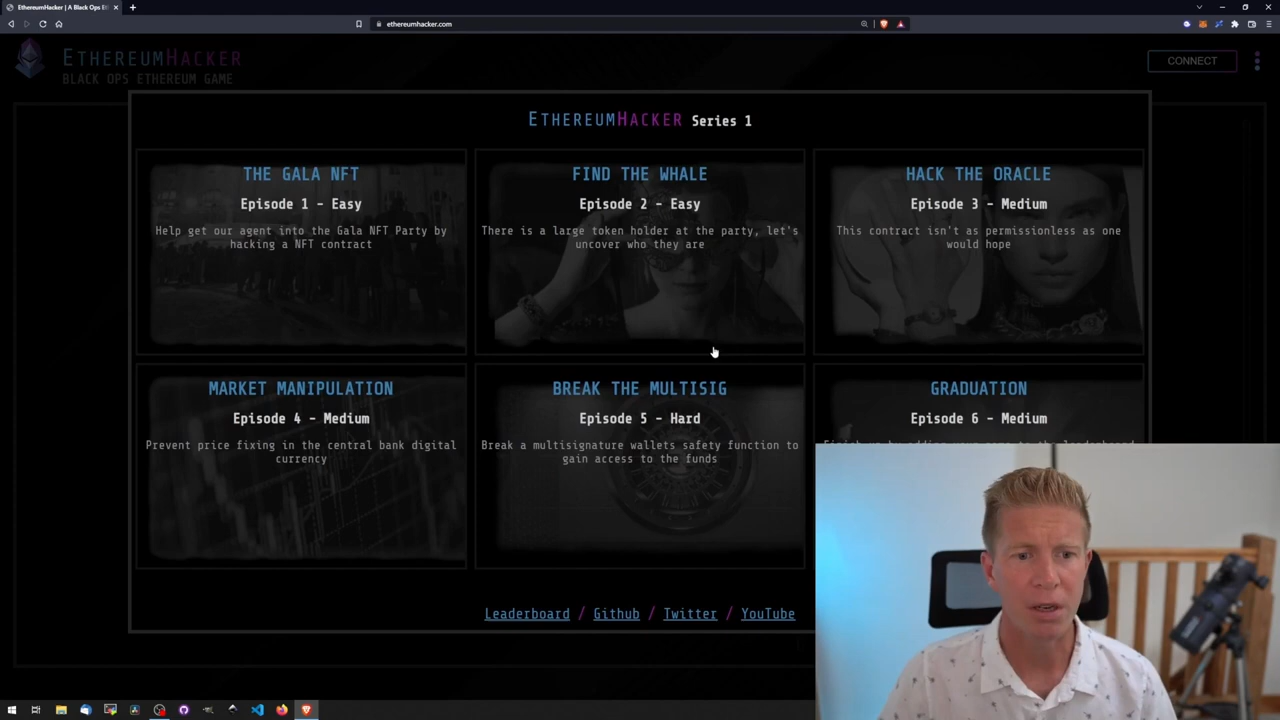 EthereumHacker | A Black Ops Et
ethereumhacker.com
ETHEREUMHACKER
BLACK OPS ETHEREUM GAME
CONNECT
ETHEREUMHACKER Series 1
THE GALA NFT
Episode 1 - Easy
Help get our agent into the Gala NFT Party by
hacking a NFT contract
FIND THE WHALE
Episode 2 - Easy
There is a large token holder at the party, let's
uncover who they are
HACK THE ORACLE
Episode 3 - Medium
This contract isn't as permissionless as one
would hope
MARKET MANIPULATION
Episode 4 - Medium
Prevent price fixing in the central bank digital
currency
BREAK THE MULTISIG
Episode 5 - Hard
Break a multisignature wallets safety function to
gain access to the funds
GRADUATION
Episode 6 - Medium
Leaderboard / Github / Twitter / YouTube